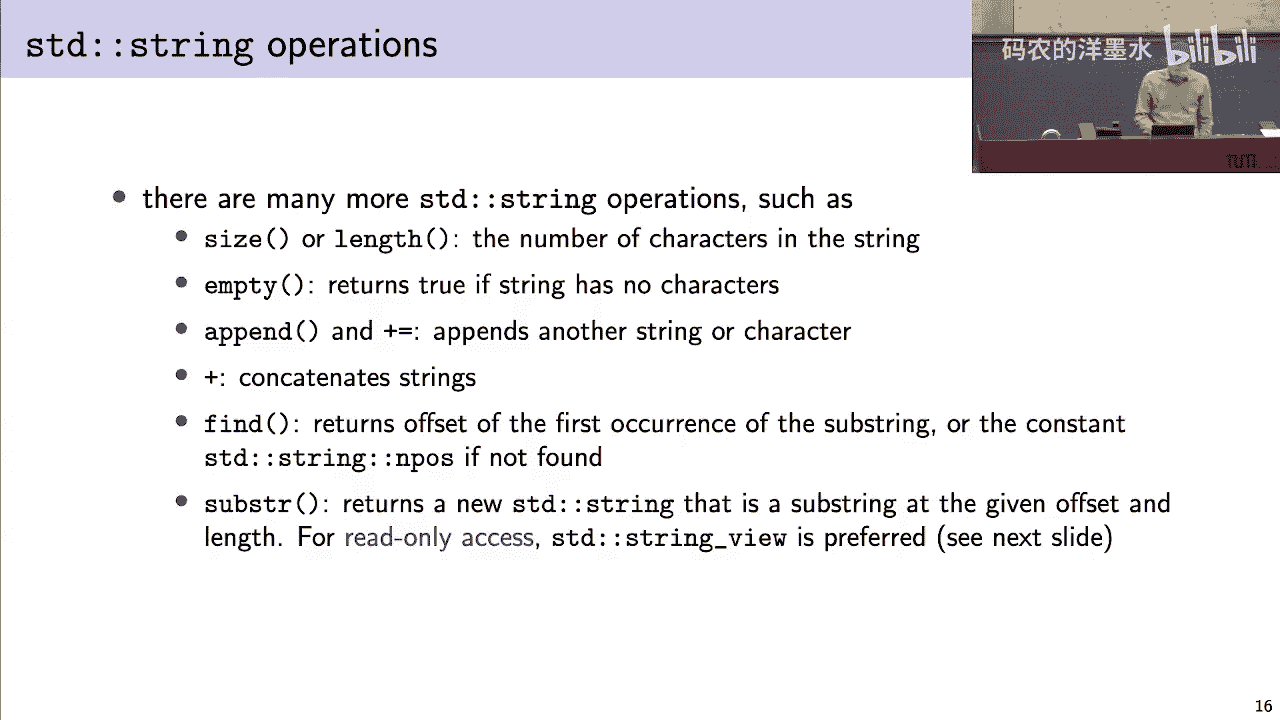 std::string operations
码农的洋墨水 bilibili
TUM
• there are many more std::string operations, such as
• size() or length(): the number of characters in the string
• empty(): returns true if string has no characters
• append() and +=: appends another string or character
• +: concatenates strings
• find(): returns offset of the first occurrence of the substring, or the constant
std::string::npos if not found
• substr(): returns a new std::string that is a substring at the given offset and
length. For read-only access, std::string_view is preferred (see next slide)
16